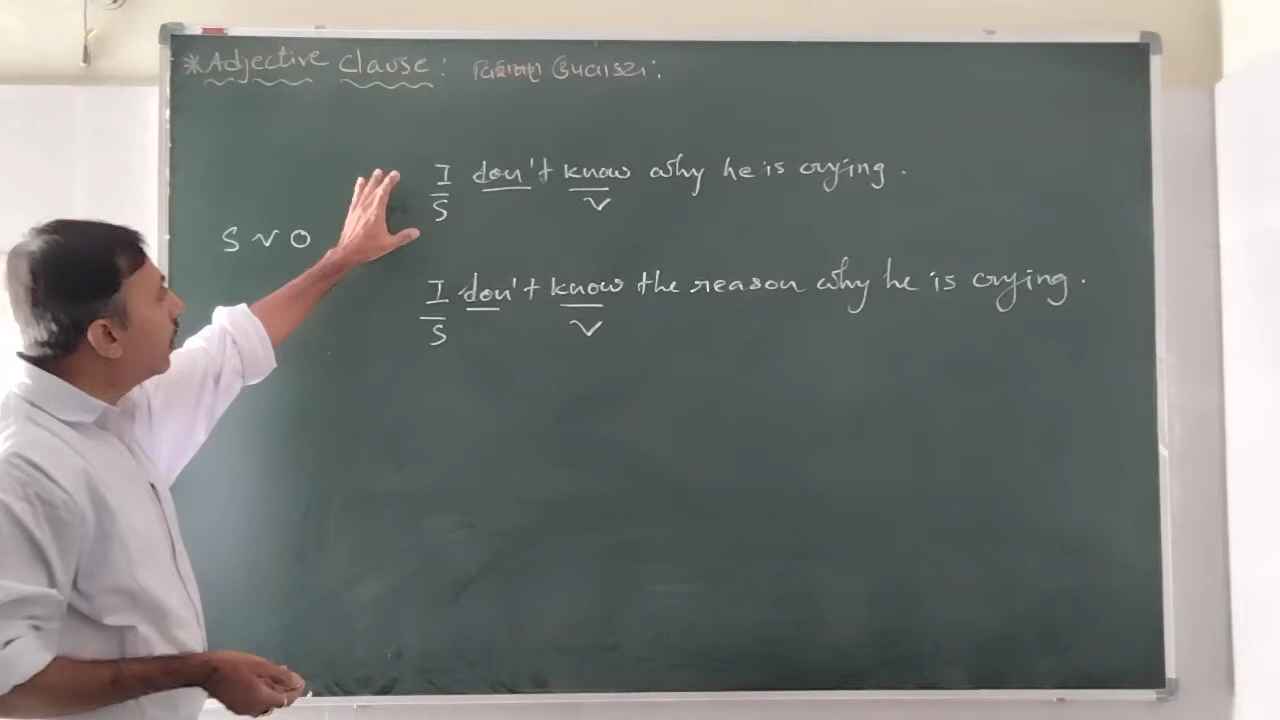 *Adjective Clause:
I don't know why he is crying.
S V
S V O
I don't know the reason why he is crying.
S V